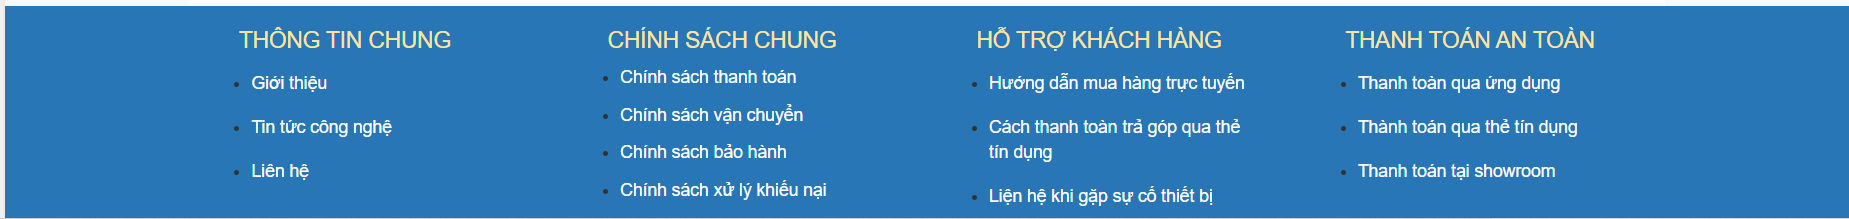 THÔNG TIN CHUNG
Giới thiệu
Tin tức công nghệ
Liên hệ
CHÍNH SÁCH CHUNG
Chính sách thanh toán
Chính sách vận chuyển
Chính sách bảo hành
Chính sách xử lý khiếu nại
HỖ TRỢ KHÁCH HÀNG
Hướng dẫn mua hàng trực tuyến
Cách thanh toàn trả góp qua thẻ
tín dụng
Liện hệ khi gặp sự cố thiết bị
THANH TOÁN AN TOÀN
Thanh toàn qua ứng dụng
Thành toán qua thẻ tín dụng
Thanh toán tại showroom